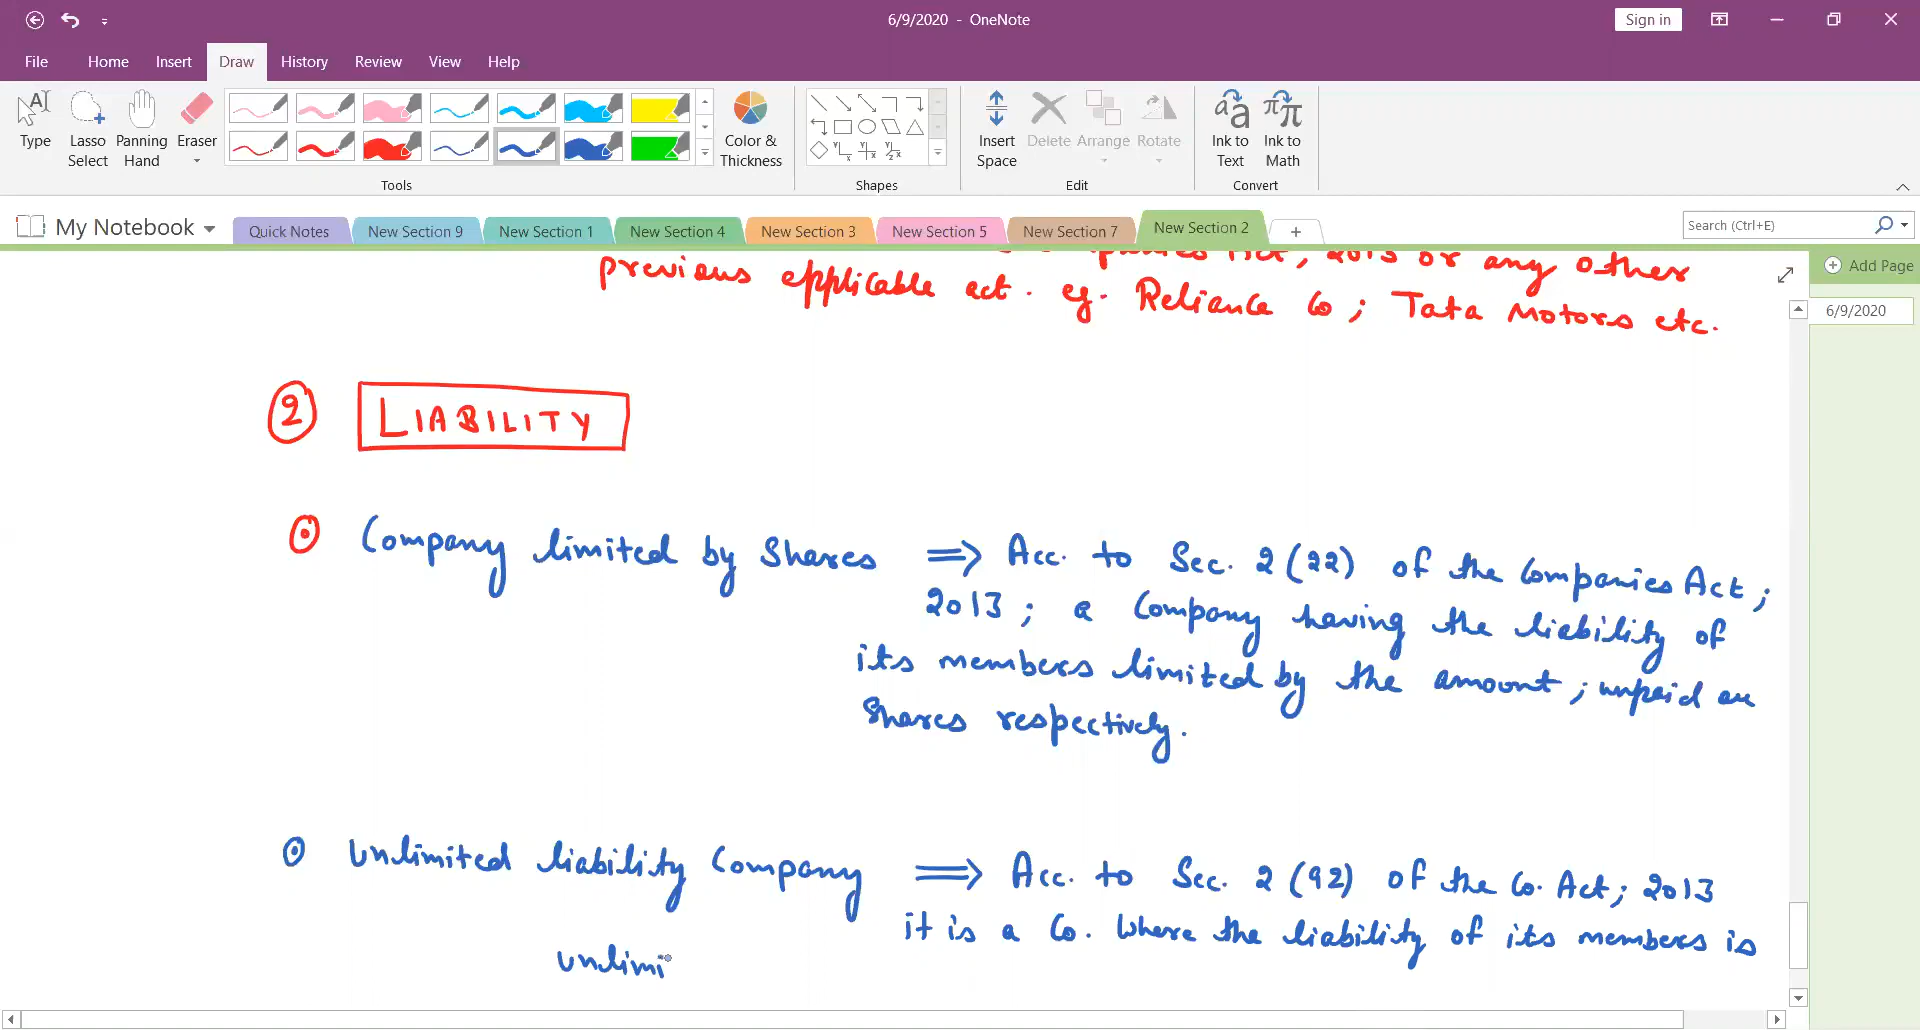 6/9/2020 - OneNote
Sign in
File Home Insert Draw History Review View Help
Type
Lasso Select
Panning Hand
Eraser
Color & Thickness
Insert Space
Delete
Arrange
Rotate
Ink to Text
Ink to Math
Tools Shapes Edit Convert
My Notebook
Quick Notes New Section 9 New Section 1 New Section 4 New Section 3 New Section 5 New Section 7 New Section 2 +
Search (Ctrl+E)
Add Page
6/9/2020
Act, 2013 or any other
previous applicable act. eg. Reliance Co; Tata Motors etc.
2 LIABILITY
Company limited by Shares ⇒ Acc. to Sec. 2 (22) of the Companies Act;
2013; a Company having the liability of
its members limited by the amount; unpaid on
Shares respectively.
Unlimited liability Company ⇒ Acc. to Sec. 2 (92) of the Co. Act; 2013
it is a Co. Where the liability of its members is
unlimi